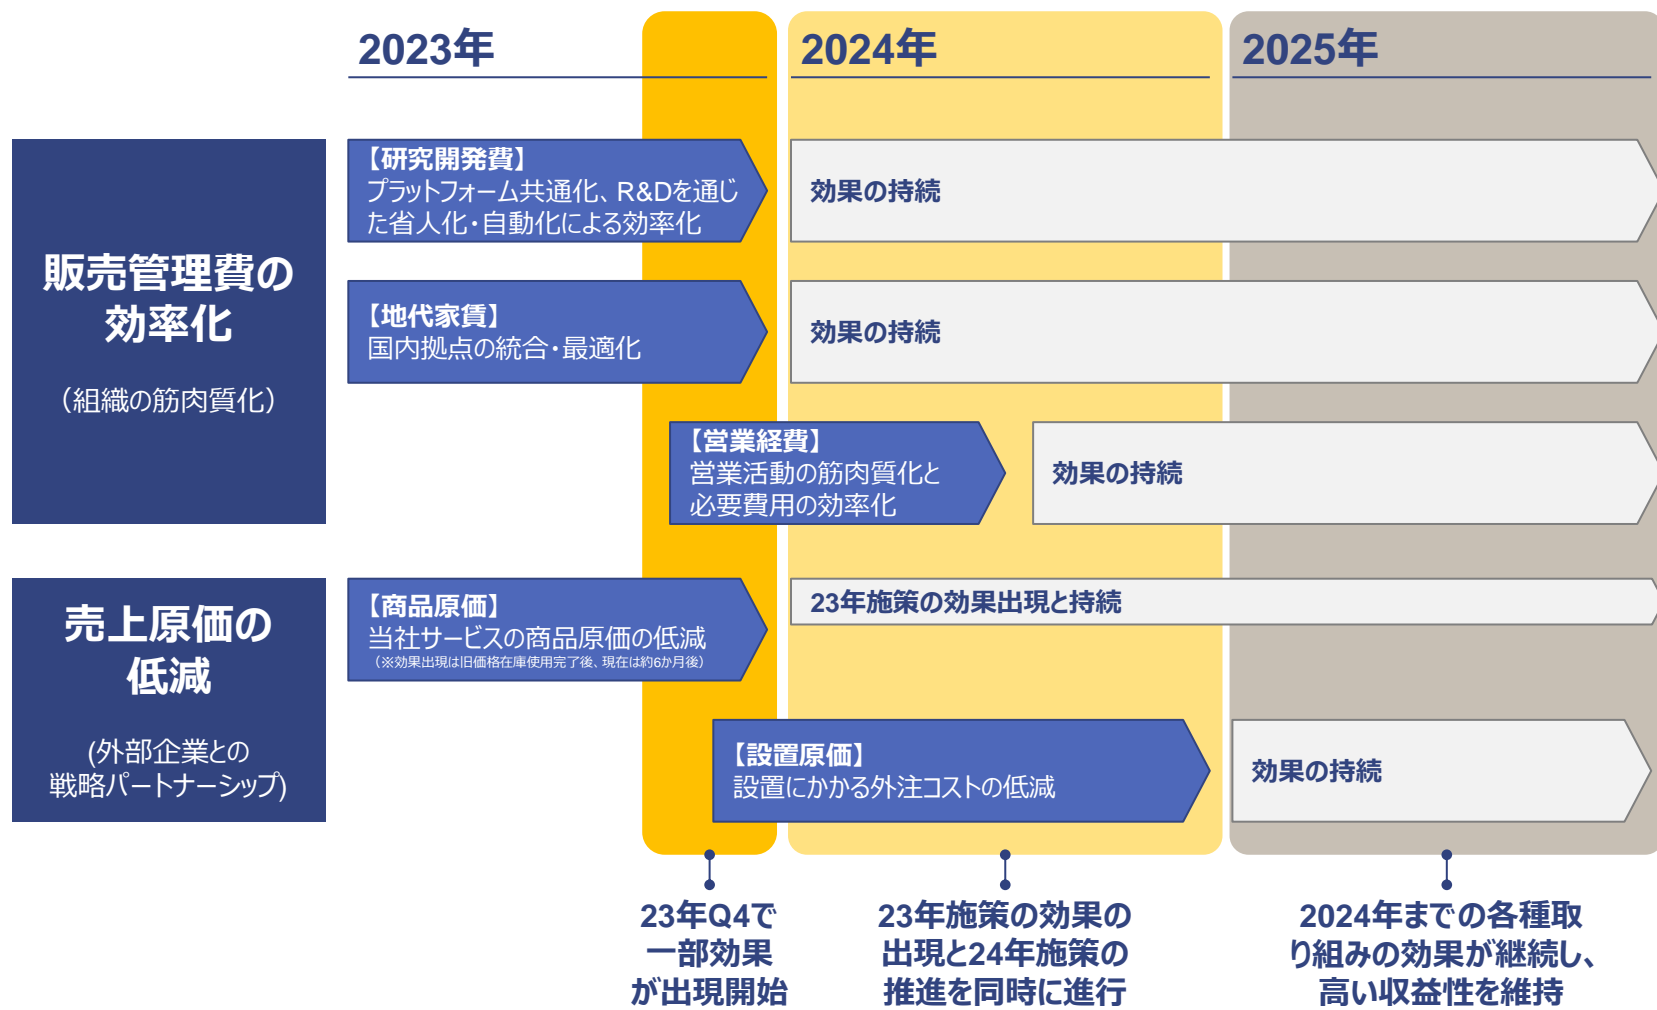 2023年
2024年
2025年
販売管理費の
効率化
（組織の筋肉質化）
【研究開発費】
プラットフォーム共通化、R&Dを通じ
た省人化・自動化による効率化
効果の持続
【地代家賃】
国内拠点の統合・最適化
効果の持続
【営業経費】
営業活動の筋肉質化と
必要費用の効率化
効果の持続
売上原価の
低減
(外部企業との
戦略パートナーシップ)
【商品原価】
当社サービスの商品原価の低減
（※効果出現は旧価格在庫使用完了後、現在は約6か月後）
23年施策の効果出現と持続
【設置原価】
設置にかかる外注コストの低減
効果の持続
23年Q4で
一部効果
が出現開始
23年施策の効果の
出現と24年施策の
推進を同時に進行
2024年までの各種取
り組みの効果が継続し、
高い収益性を維持